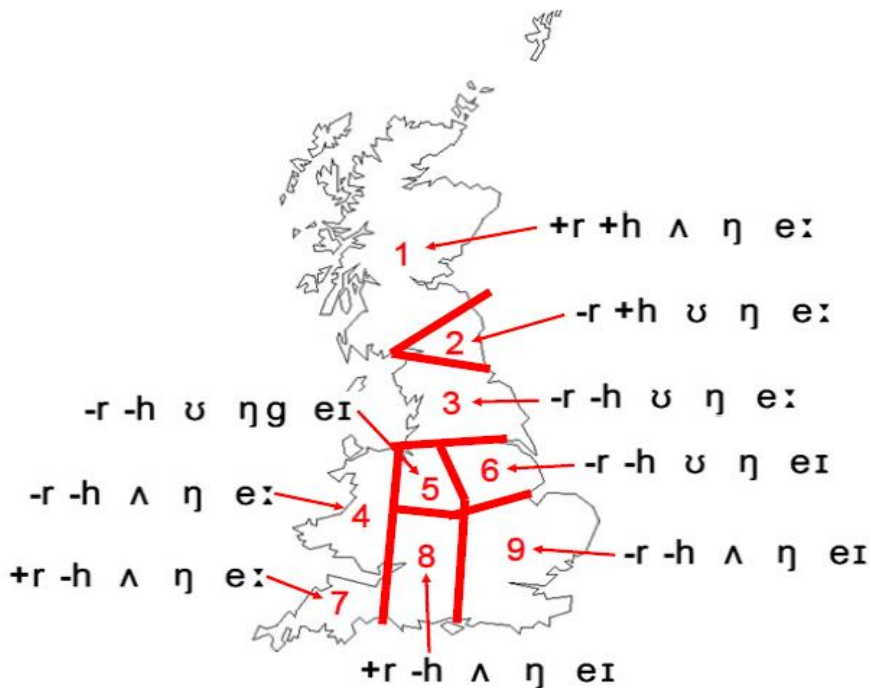 +r +h ʌ ŋ eː
1
-r +h ʊ ŋ eː
2
-r -h ʊ ŋ eː
3
-r -h ʊ ŋg eɪ
-r -h ʊ ŋ eɪ
6
5
-r -h ʌ ŋ eː
4
-r -h ʌ ŋ eɪ
9
8
+r -h ʌ ŋ eː
7
+r -h ʌ ŋ eɪ